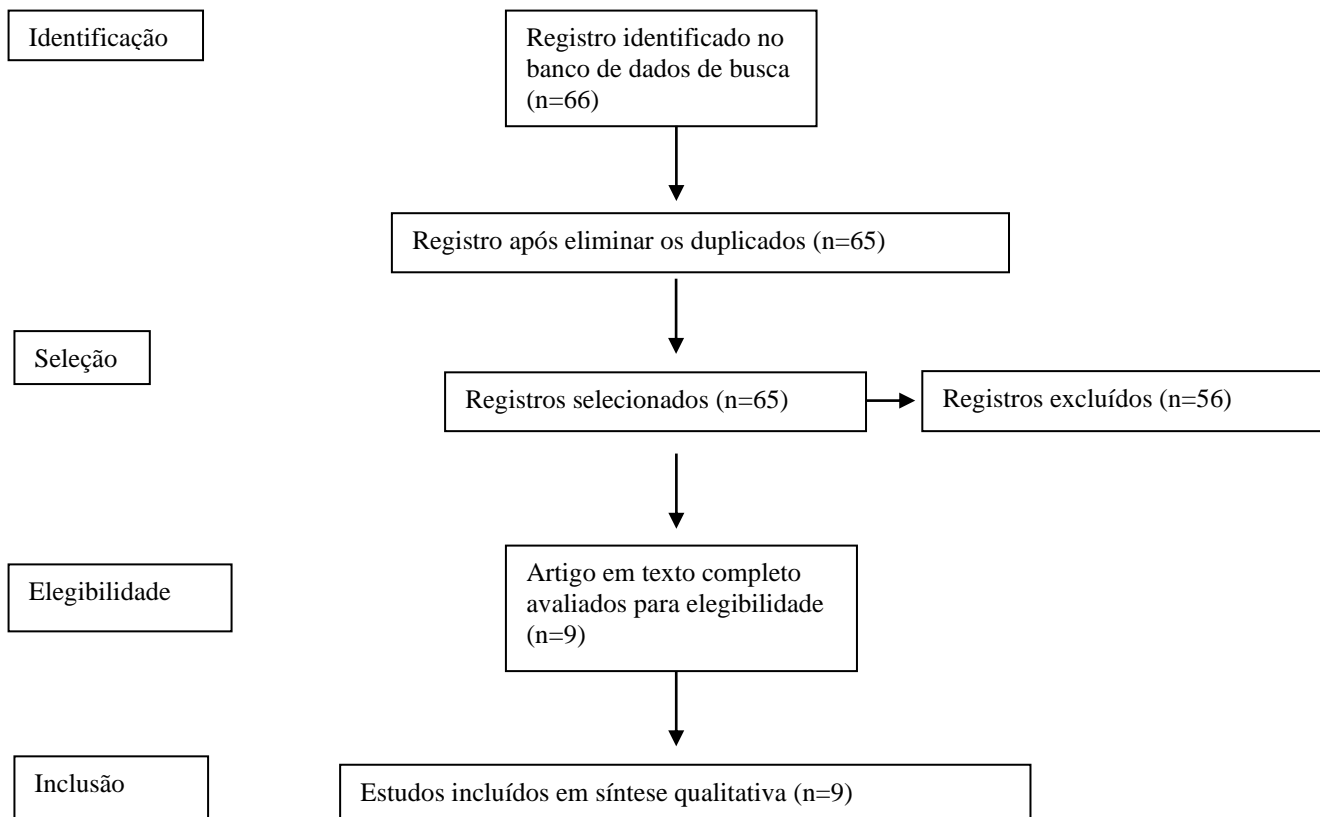 Identificação
Registro identificado no
banco de dados de busca
(n=66)
Registro após eliminar os duplicados (n=65)
Seleção
Registros selecionados (n=65)
Registros excluídos (n=56)
Elegibilidade
Artigo em texto completo
avaliados para elegibilidade
(n=9)
Inclusão
Estudos incluídos em síntese qualitativa (n=9)